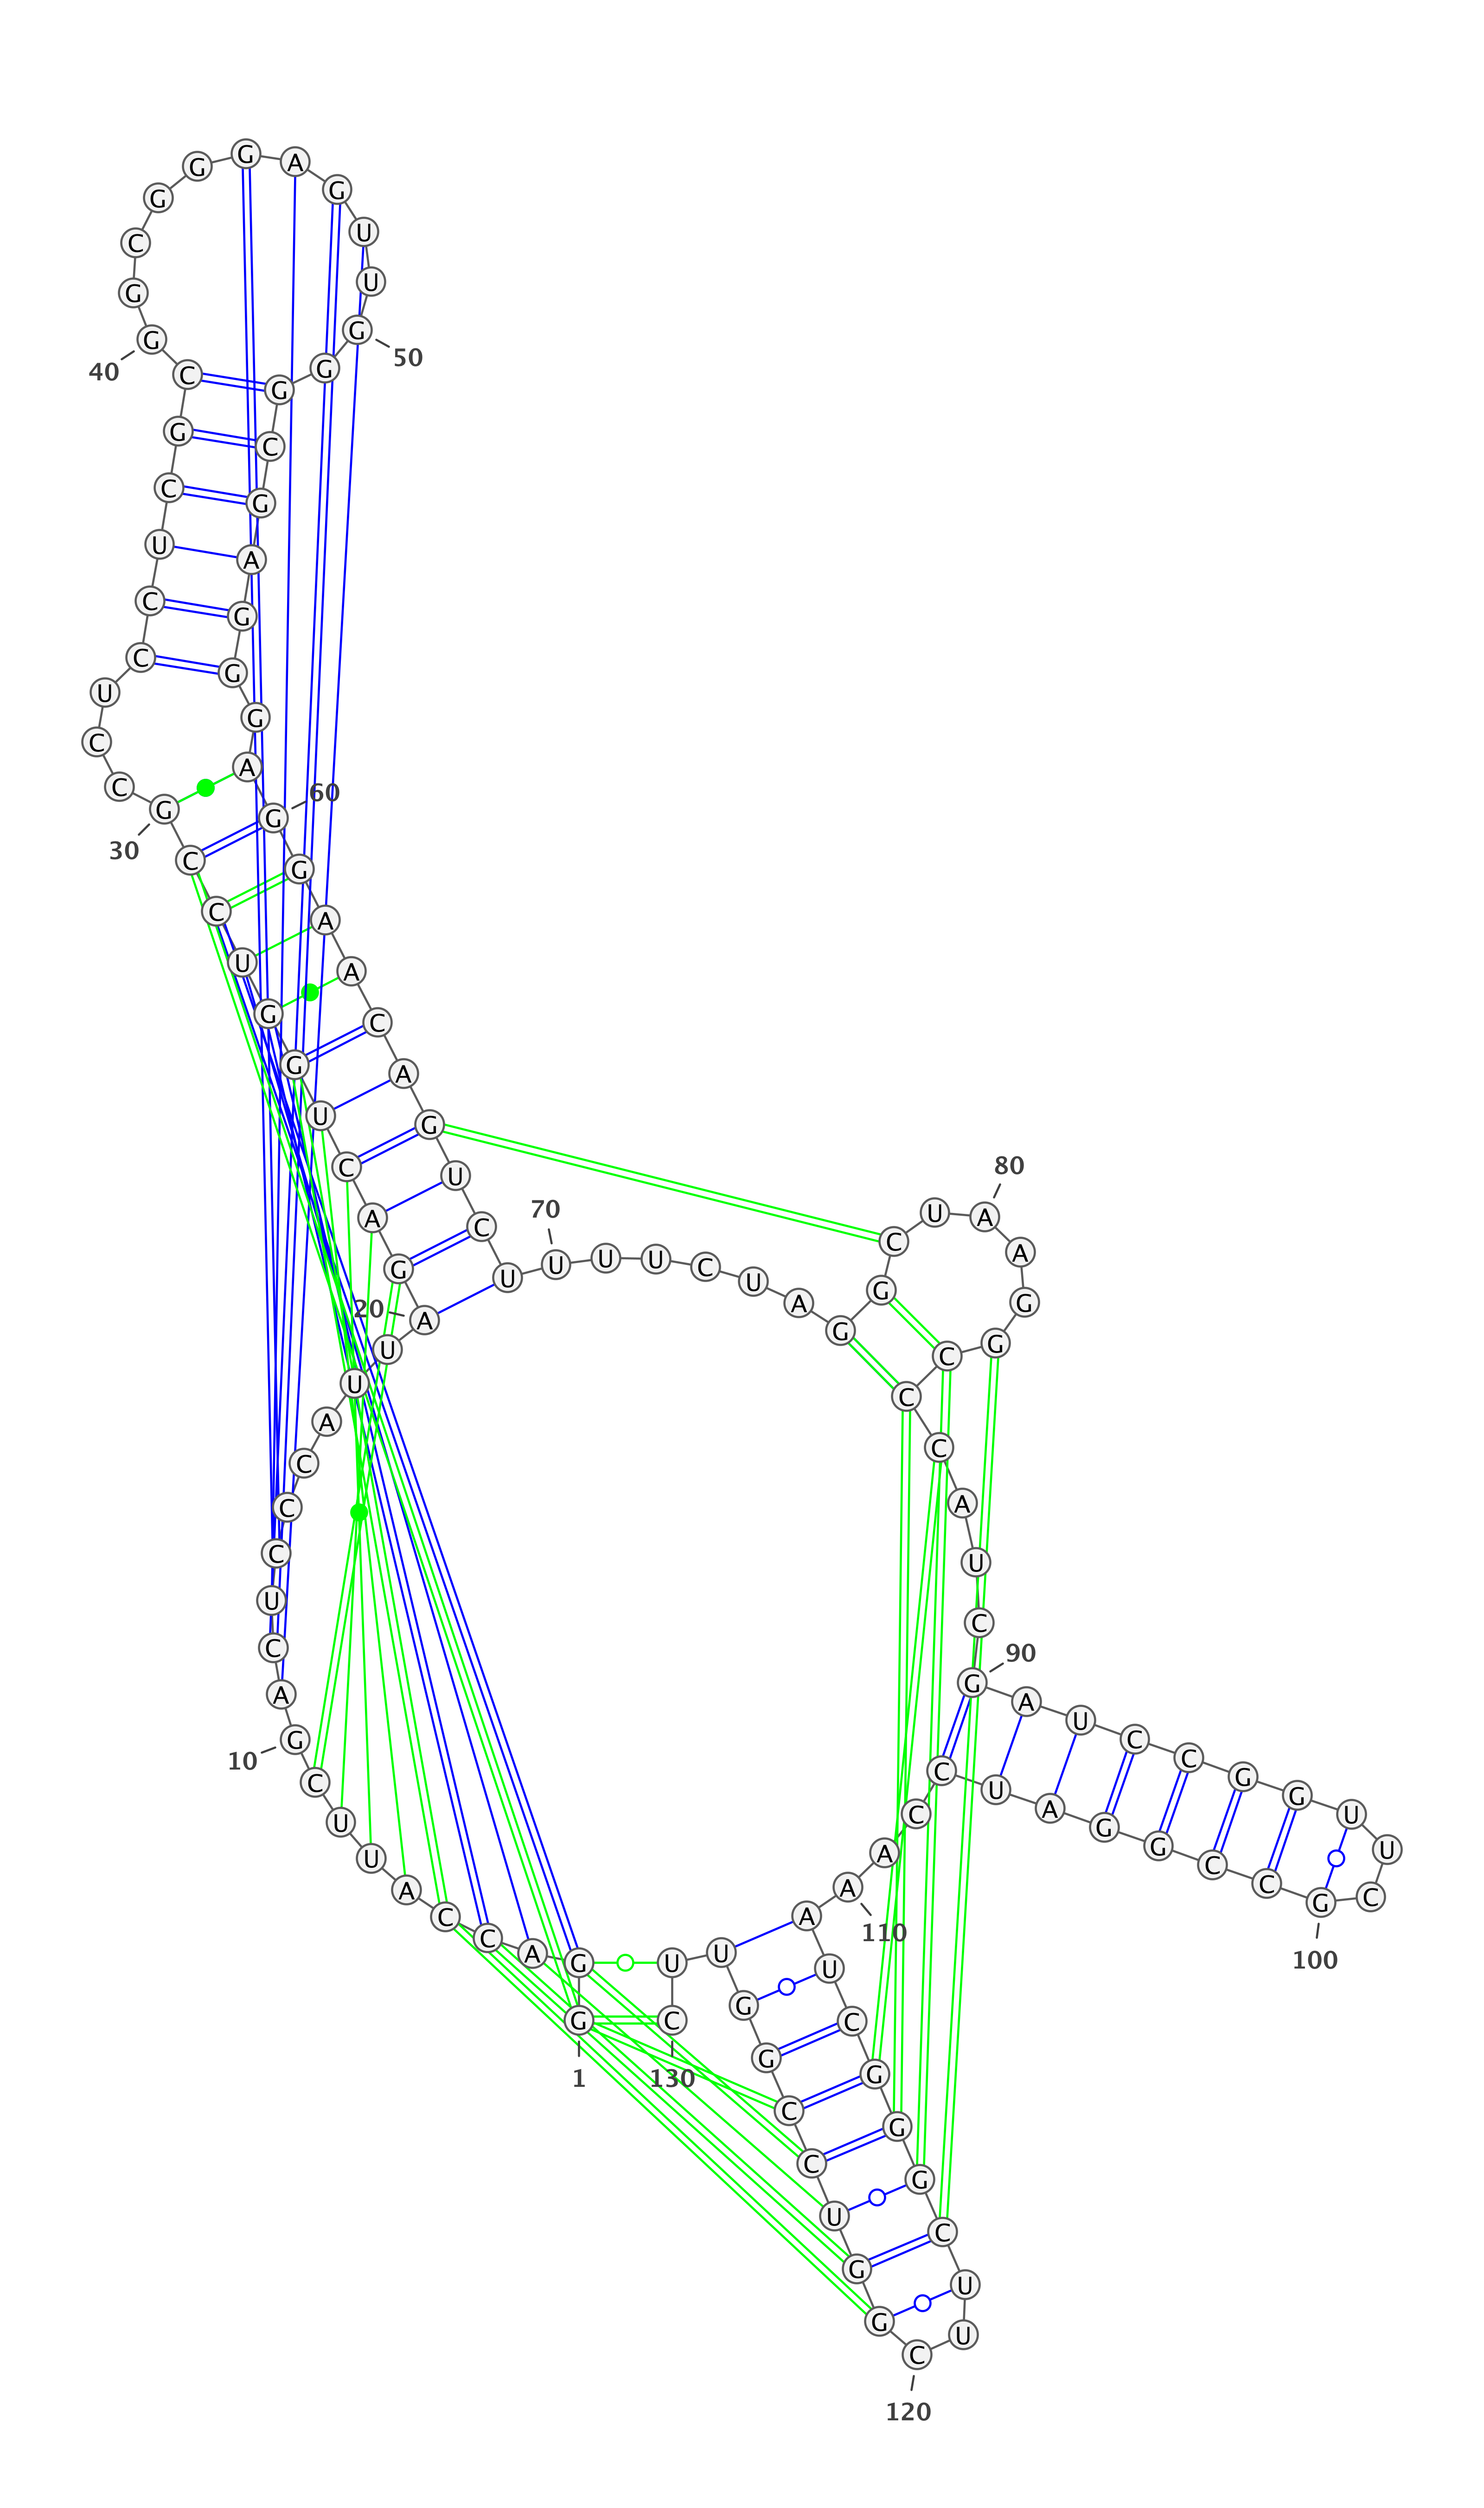 G
1
G A C C A U U C G
10
A C U C C C A U U A
20
G A C U G G U C C G
30
C C U C C U C G C G
40
G C G G G A G U U G
50
G G C G A G G G A G
60
G A A C A G U C U U
70
U U C U A G G C U A
80
A G G C C C A U C G
90
A U C C G G U U C G
100
C C G G A U C C A A
110
A U C G G G C U U C
120
G G U C C G G U U C
130